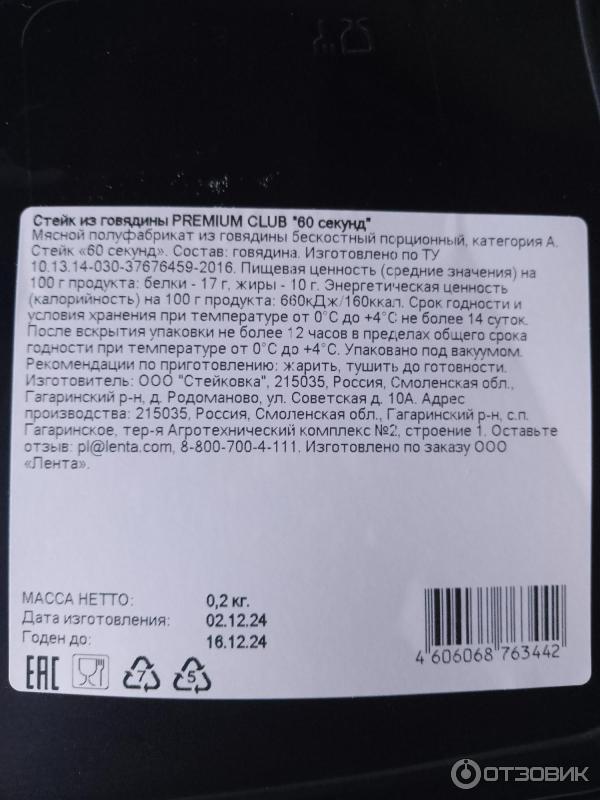 Стейк из говядины PREMIUM CLUB "60 секунд"
Мясной полуфабрикат из говядины бескостный порционный, категория А.
Стейк «60 секунд». Состав: говядина. Изготовлено по ТУ
10.13.14-030-37676459-2016. Пищевая ценность (средние значения) на
100 г продукта: белки - 17 г, жиры - 10 г. Энергетическая ценность
(калорийность) на 100 г продукта: 660кДж/160ккал. Срок годности и
условия хранения при температуре от 0°С до +4°С: не более 14 суток.
После вскрытия упаковки не более 12 часов в пределах общего срока
годности при температуре от 0°С до +4°С. Упаковано под вакуумом.
Рекомендации по приготовлению: жарить, тушить до готовности.
Изготовитель: ООО "Стейковка", 215035, Россия, Смоленская обл.,
Гагаринский р-н, д. Родоманово, ул. Советская д. 10А. Адрес
производства: 215035, Россия, Смоленская обл., Гагаринский р-н, с.п.
Гагаринское, тер-я Агротехнический комплекс №2, строение 1. Оставьте
отзыв: pl@lenta.com, 8-800-700-4-111. Изготовлено по заказу ООО
«Лента».
МАССА НЕТТО: 0,2 кг.
Дата изготовления: 02.12.24
Годен до: 16.12.24
4 606068 763442
EAC 7 5
ОТЗОВИК